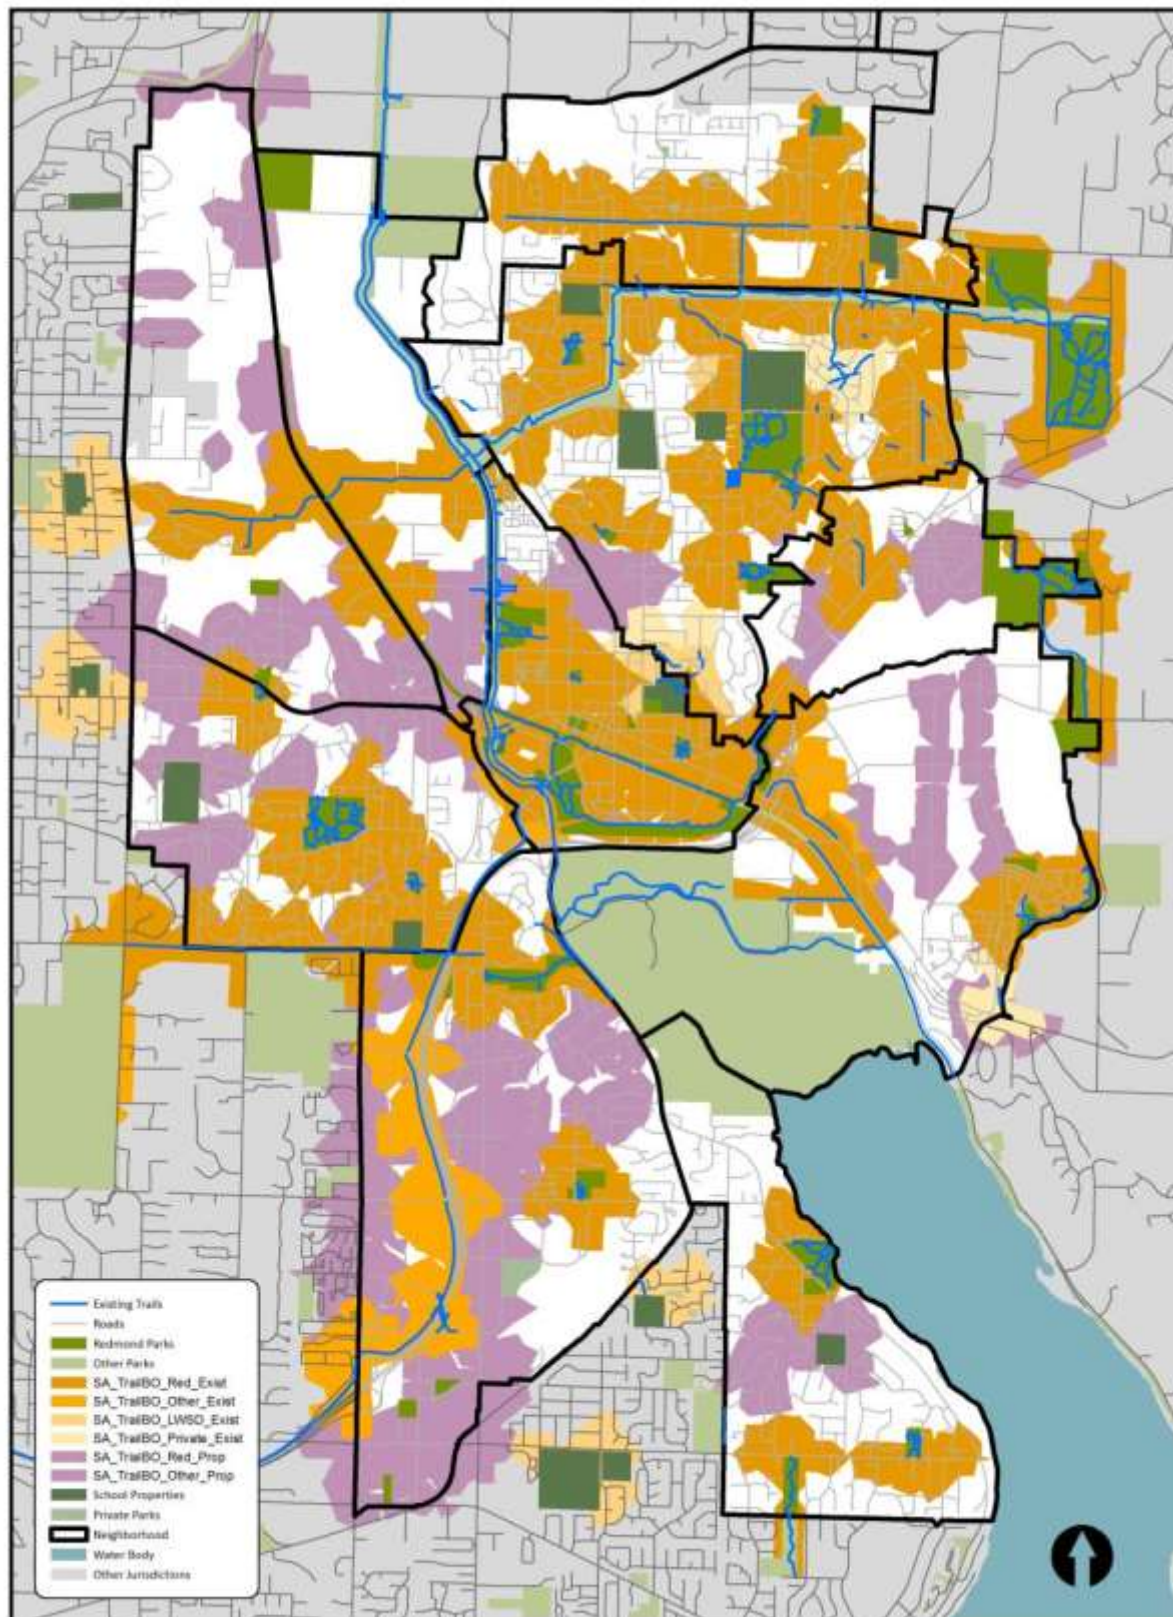 Existing Trails
Roads
Redmond Parks
Other Parks
SA_TrailBO_Red_Exist
SA_TrailBO_Other_Exist
SA_TrailBO_LWSD_Exist
SA_TrailBO_Private_Exist
SA_TrailBO_Red_Prop
SA_TrailBO_Other_Prop
School Properties
Private Parks
Neighborhood
Water Body
Other Jurisdictions